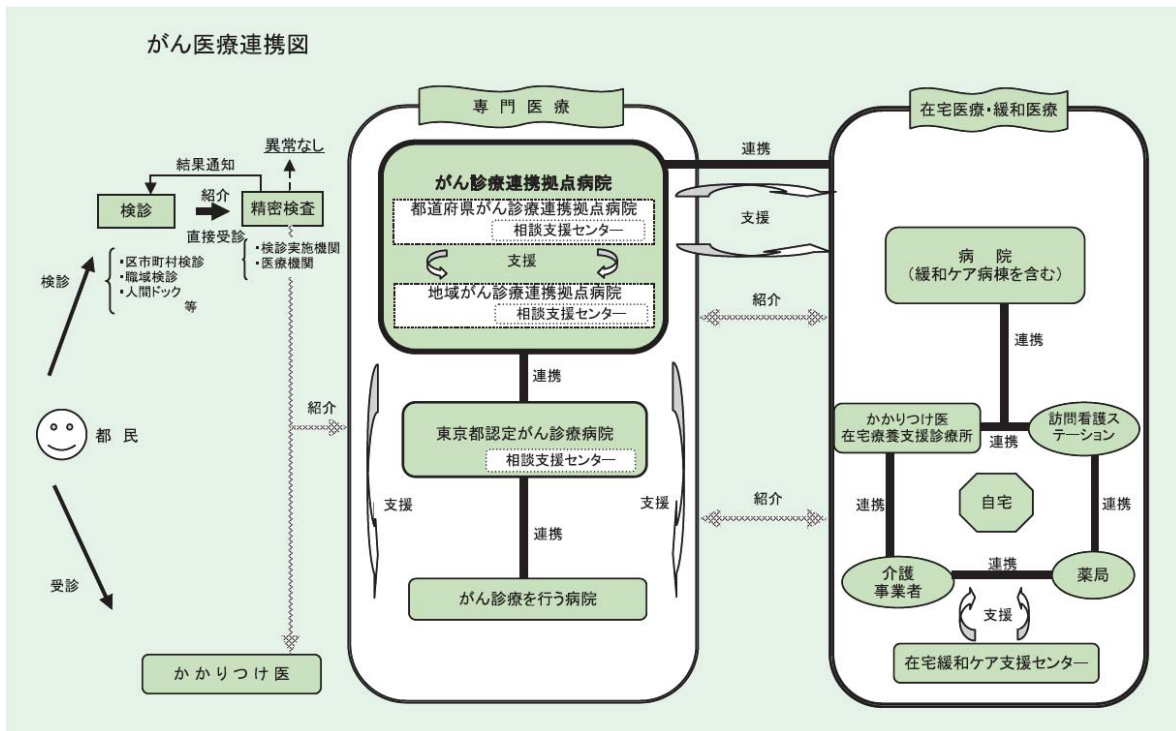 がん医療連携図
異常なし
結果通知
検診
紹介
直接受診
精密検査
・区市町村検診
・職域検診
・人間ドック
等
・検診実施機関
・医療機関
検診
都民
受診
紹介
かかりつけ医
専門医療
がん診療連携拠点病院
都道府県がん診療連携拠点病院
相談支援センター
支援
地域がん診療連携拠点病院
相談支援センター
連携
東京都認定がん診療病院
相談支援センター
支援
支援
連携
がん診療を行う病院
連携
支援
紹介
紹介
在宅医療・緩和医療
病院
(緩和ケア病棟を含む)
連携
かかりつけ医
在宅療養支援診療所
連携
訪問看護ス
テーション
連携
自宅
連携
介護
事業者
連携
薬局
支援
在宅緩和ケア支援センター